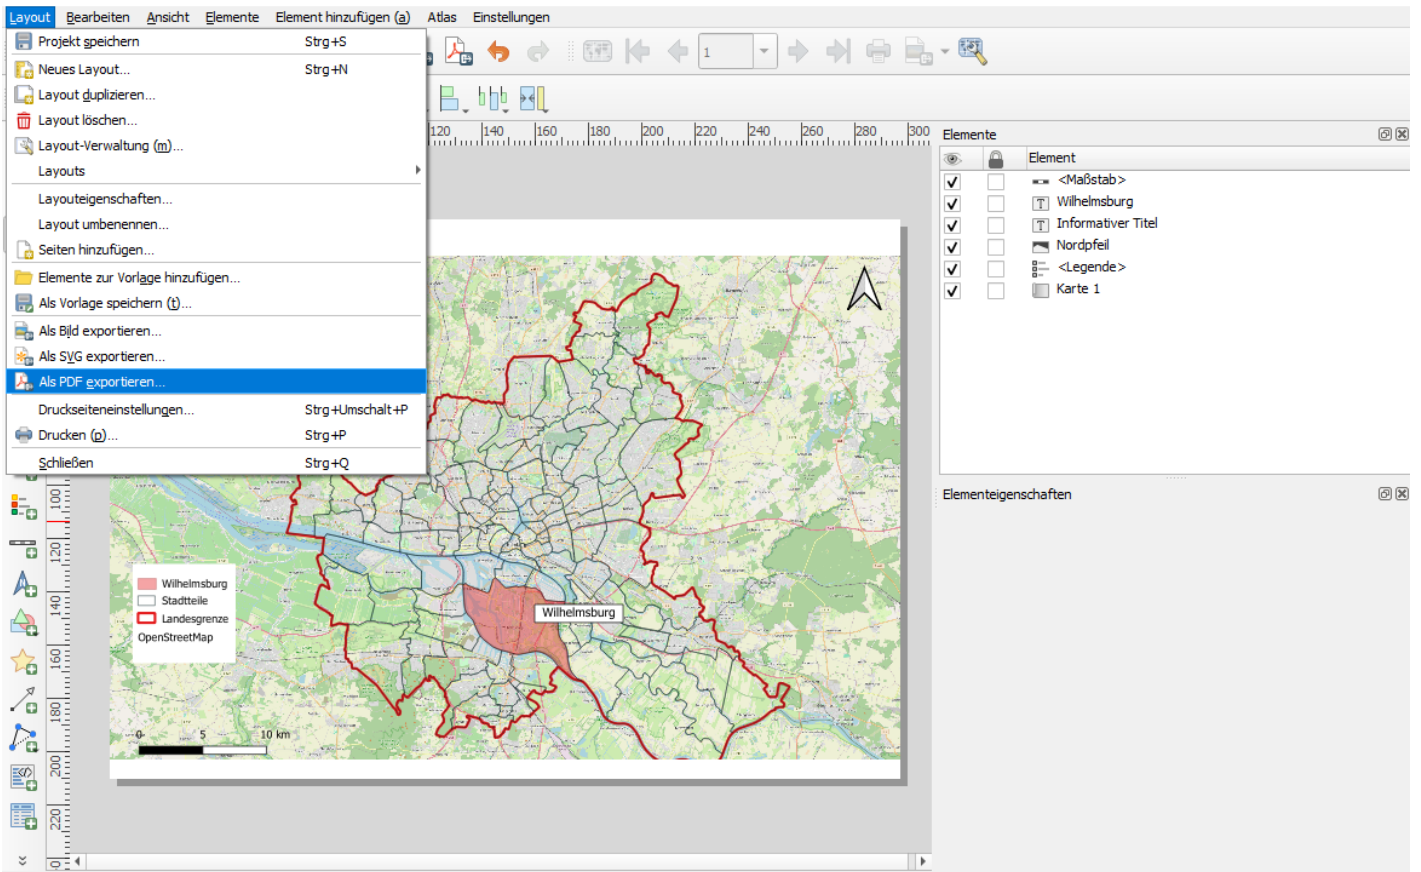 Layout Bearbeiten Ansicht Elemente Element hinzufügen (a) Atlas Einstellungen
Projekt speichern Strg+S
Neues Layout... Strg+N
Layout duplizieren...
Layout löschen...
Layout-Verwaltung (m)...
Layouts
Layouteigenschaften...
Layout umbenennen...
Seiten hinzufügen...
Elemente zur Vorlage hinzufügen...
Als Vorlage speichern (t)...
Als Bild exportieren...
Als SVG exportieren...
Als PDF exportieren...
Druckseiteneinstellungen... Strg+Umschalt+P
Drucken (p)... Strg+P
Schließen Strg+Q
1
120 140 160 180 200 220 240 260 280 300
100
120
140
160
180
200
220
0
Wilhelmsburg
Stadtteile
Landesgrenze
OpenStreetMap
Wilhelmsburg
0 5 10 km
Elemente
Element
<Maßstab>
Wilhelmsburg
Informativer Titel
Nordpfeil
<Legende>
Karte 1
Elementeigenschaften